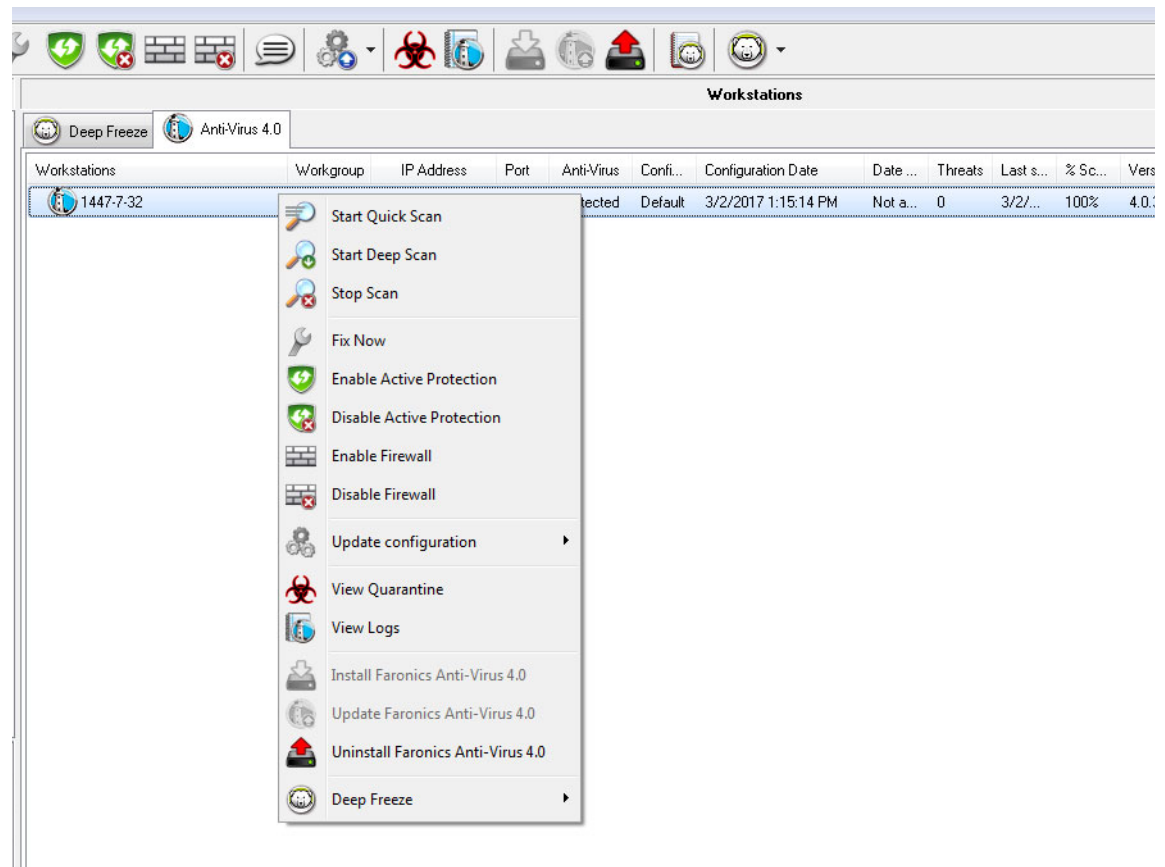 Workstations
Deep Freeze Anti-Virus 4.0
Workstations Workgroup IP Address Port Anti-Virus Confi... Configuration Date Date ... Threats Last s... % Sc... Vers
1447-7-32 tected Default 3/2/2017 1:15:14 PM Not a... 0 3/2/... 100% 4.0.
Start Quick Scan
Start Deep Scan
Stop Scan
Fix Now
Enable Active Protection
Disable Active Protection
Enable Firewall
Disable Firewall
Update configuration
View Quarantine
View Logs
Install Faronics Anti-Virus 4.0
Update Faronics Anti-Virus 4.0
Uninstall Faronics Anti-Virus 4.0
Deep Freeze